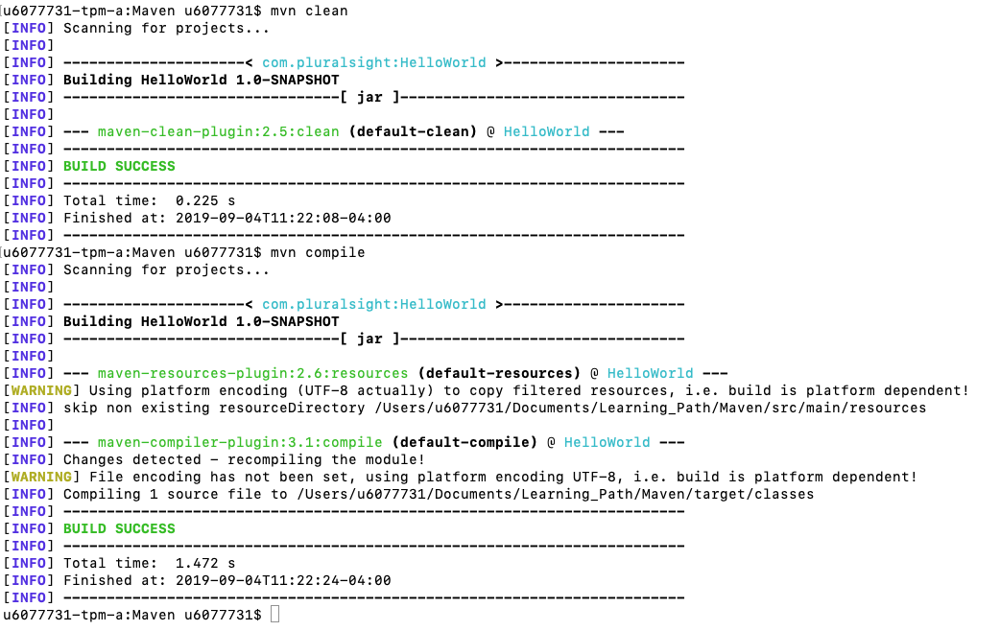 u6077731-tpm-a:Maven u6077731$ mvn clean
[INFO] Scanning for projects...
[INFO]
[INFO] ---------------------< com.pluralsight:HelloWorld >---------------------
[INFO] Building HelloWorld 1.0-SNAPSHOT
[INFO] --------------------------------[ jar ]---------------------------------
[INFO]
[INFO] --- maven-clean-plugin:2.5:clean (default-clean) @ HelloWorld ---
[INFO] ------------------------------------------------------------------------
[INFO] BUILD SUCCESS
[INFO] ------------------------------------------------------------------------
[INFO] Total time:  0.225 s
[INFO] Finished at: 2019-09-04T11:22:08-04:00
[INFO] ------------------------------------------------------------------------
u6077731-tpm-a:Maven u6077731$ mvn compile
[INFO] Scanning for projects...
[INFO]
[INFO] ---------------------< com.pluralsight:HelloWorld >---------------------
[INFO] Building HelloWorld 1.0-SNAPSHOT
[INFO] --------------------------------[ jar ]---------------------------------
[INFO]
[INFO] --- maven-resources-plugin:2.6:resources (default-resources) @ HelloWorld ---
[WARNING] Using platform encoding (UTF-8 actually) to copy filtered resources, i.e. build is platform dependent!
[INFO] skip non existing resourceDirectory /Users/u6077731/Documents/Learning_Path/Maven/src/main/resources
[INFO]
[INFO] --- maven-compiler-plugin:3.1:compile (default-compile) @ HelloWorld ---
[INFO] Changes detected - recompiling the module!
[WARNING] File encoding has not been set, using platform encoding UTF-8, i.e. build is platform dependent!
[INFO] Compiling 1 source file to /Users/u6077731/Documents/Learning_Path/Maven/target/classes
[INFO] ------------------------------------------------------------------------
[INFO] BUILD SUCCESS
[INFO] ------------------------------------------------------------------------
[INFO] Total time:  1.472 s
[INFO] Finished at: 2019-09-04T11:22:24-04:00
[INFO] ------------------------------------------------------------------------
u6077731-tpm-a:Maven u6077731$